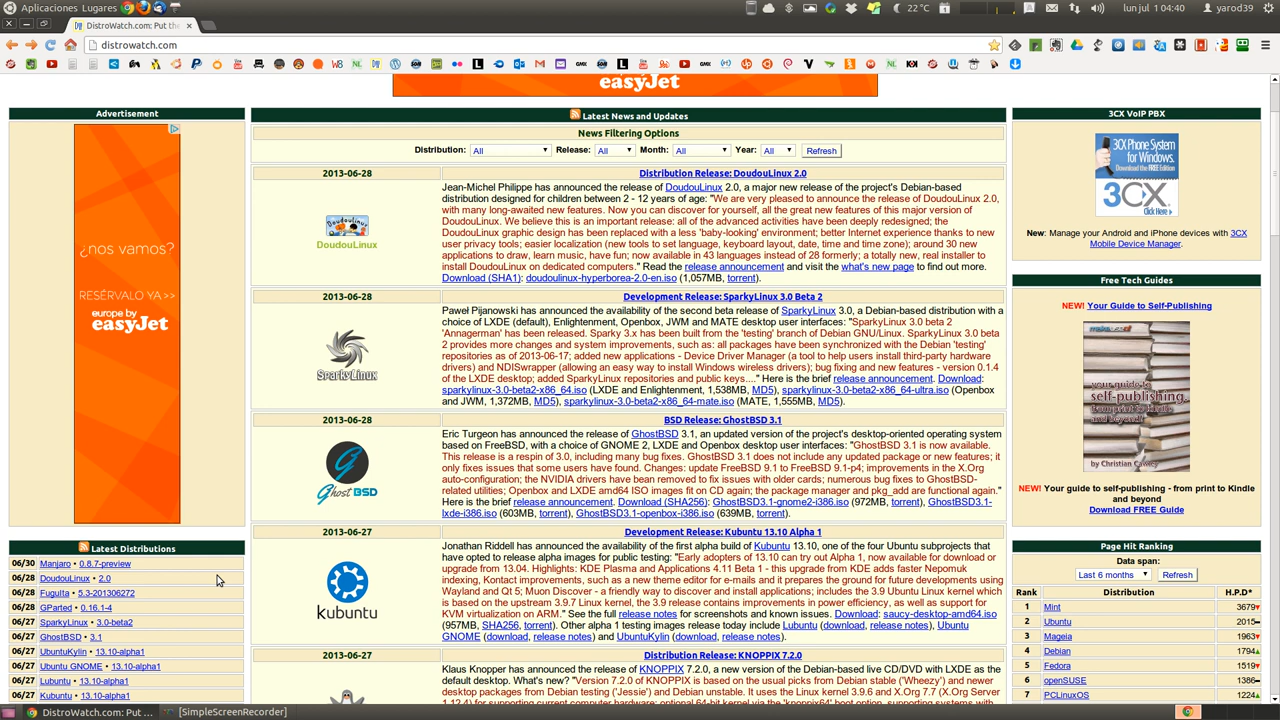 Aplicaciones Lugares
22°C
lun jul 1 04:40
yarod39
DistroWatch.com: Put the
distrowatch.com
easyJet
Advertisement
¿nos vamos?
RESÉRVALO YA >>
europe by
easyJet
Latest Distributions
06/30 Manjaro • 0.8.7-preview
06/28 DoudouLinux • 2.0
06/28 FuguIta • 5.3-201306272
06/28 GParted • 0.16.1-4
06/27 SparkyLinux • 3.0-beta2
06/27 GhostBSD • 3.1
06/27 UbuntuKylin • 13.10-alpha1
06/27 Ubuntu GNOME • 13.10-alpha1
06/27 Lubuntu • 13.10-alpha1
06/27 Kubuntu • 13.10-alpha1
Latest News and Updates
News Filtering Options
Distribution: All Release: All Month: All Year: All Refresh
2013-06-28 Distribution Release: DoudouLinux 2.0
DoudouLinux
Jean-Michel Philippe has announced the release of DoudouLinux 2.0, a major new release of the project's Debian-based
distribution designed for children between 2 - 12 years of age: "We are very pleased to announce the release of DoudouLinux 2.0,
with many long-awaited new features. Now you can discover for yourself, all the great new features of this major version of
DoudouLinux. We believe this is an important release: all of the advanced activities have been deeply redesigned; the
DoudouLinux graphic design has been replaced with a less 'baby-looking' environment; better Internet experience thanks to new
user privacy tools; easier localization (new tools to set language, keyboard layout, date, time and time zone); around 30 new
applications to draw, learn music, have fun; now available in 43 languages instead of 28 formerly; a totally new, real installer to
install DoudouLinux on dedicated computers." Read the release announcement and visit the what's new page to find out more.
Download (SHA1): doudoulinux-hyperborea-2.0-en.iso (1,057MB, torrent).
2013-06-28 Development Release: SparkyLinux 3.0 Beta 2
SparkyLinux
Pawel Pijanowski has announced the availability of the second beta release of SparkyLinux 3.0, a Debian-based distribution with a
choice of LXDE (default), Enlightenment, Openbox, JWM and MATE desktop user interfaces: "SparkyLinux 3.0 beta 2
'Annagerman' has been released. Sparky 3.x has been built from the 'testing' branch of Debian GNU/Linux. SparkyLinux 3.0 beta
2 provides more changes and system improvements, such as: all packages have been synchronized with the Debian 'testing'
repositories as of 2013-06-17; added new applications - Device Driver Manager (a tool to help users install third-party hardware
drivers) and NDISwrapper (allowing an easy way to install Windows wireless drivers); bug fixing and new features - version 0.1.4
of the LXDE desktop; added SparkyLinux repositories and public keys...." Here is the brief release announcement. Download:
sparkylinux-3.0-beta2-x86_64.iso (LXDE and Enlightenment, 1,538MB, MD5), sparkylinux-3.0-beta2-x86_64-ultra.iso (Openbox
and JWM, 1,372MB, MD5), sparkylinux-3.0-beta2-x86_64-mate.iso (MATE, 1,555MB, MD5).
2013-06-28 BSD Release: GhostBSD 3.1
Ghost BSD
Eric Turgeon has announced the release of GhostBSD 3.1, an updated version of the project's desktop-oriented operating system
based on FreeBSD, with a choice of GNOME 2, LXDE and Openbox desktop user interfaces: "GhostBSD 3.1 is now available.
This release is a respin of 3.0, including many bug fixes. GhostBSD 3.1 does not include any updated package or new features; it
only fixes issues that some users have found. Changes: update FreeBSD 9.1 to FreeBSD 9.1-p4; improvements in the X.Org
auto-configuration; the NVIDIA drivers have been removed to fix issues with older cards; numerous bug fixes to GhostBSD-
related utilities; Openbox and LXDE amd64 ISO images fit on CD again; the package manager and pkg_add are functional again."
Here is the brief release announcement. Download (SHA256): GhostBSD3.1-gnome2-i386.iso (972MB, torrent), GhostBSD3.1-
lxde-i386.iso (603MB, torrent), GhostBSD3.1-openbox-i386.iso (639MB, torrent).
2013-06-27 Development Release: Kubuntu 13.10 Alpha 1
kubuntu
Jonathan Riddell has announced the availability of the first alpha build of Kubuntu 13.10, one of the four Ubuntu subprojects that
have opted to release alpha images for public testing: "Early adopters of 13.10 can try out Alpha 1, now available for download or
upgrade from 13.04. Highlights: KDE Plasma and Applications 4.11 Beta 1 - this upgrade from KDE adds faster Nepomuk
indexing, Kontact improvements, such as a new theme editor for e-mails and it prepares the ground for future developments using
Wayland and Qt 5; Muon Discover - a friendly way to discover and install applications; includes the 3.9 Ubuntu Linux kernel
which is based on the upstream 3.9.7 Linux kernel, the 3.9 release contains improvements in power efficiency, as well as support for
KVM virtualization on ARM." See the full release notes for screenshots and known issues. Download: saucy-desktop-amd64.iso
(957MB, SHA256, torrent). Other alpha 1 testing images release today include Lubuntu (download, release notes), Ubuntu
GNOME (download, release notes) and UbuntuKylin (download, release notes).
2013-06-27 Distribution Release: KNOPPIX 7.2.0
Klaus Knopper has announced the release of KNOPPIX 7.2.0, a new version of the Debian-based live CD/DVD with LXDE as the
default desktop. What's new? "Version 7.2.0 of KNOPPIX is based on the usual picks from Debian stable ('Wheezy') and newer
desktop packages from Debian testing ('Jessie') and Debian unstable. It uses the Linux kernel 3.9.6 and X.Org 7.7 (X.Org Server
3CX VoIP PBX
3CX Phone System
for Windows.
Download the FREE Edition
3CX
Click Here >
New: Manage your Android and iPhone devices with 3CX
Mobile Device Manager.
Free Tech Guides
NEW! Your Guide to Self-Publishing
your guide to
self-publishing
from print to kindle
and beyond
by Christian Cawley
NEW! Your guide to self-publishing - from print to Kindle
and beyond
Download FREE Guide
Page Hit Ranking
Data span:
Last 6 months Refresh
Rank Distribution H.P.D*
1 Mint 3679
2 Ubuntu 2015
3 Mageia 1963
4 Debian 1794
5 Fedora 1519
6 openSUSE 1386
7 PCLinuxOS 1224
DistroWatch.com: Put ...
[SimpleScreenRecorder]